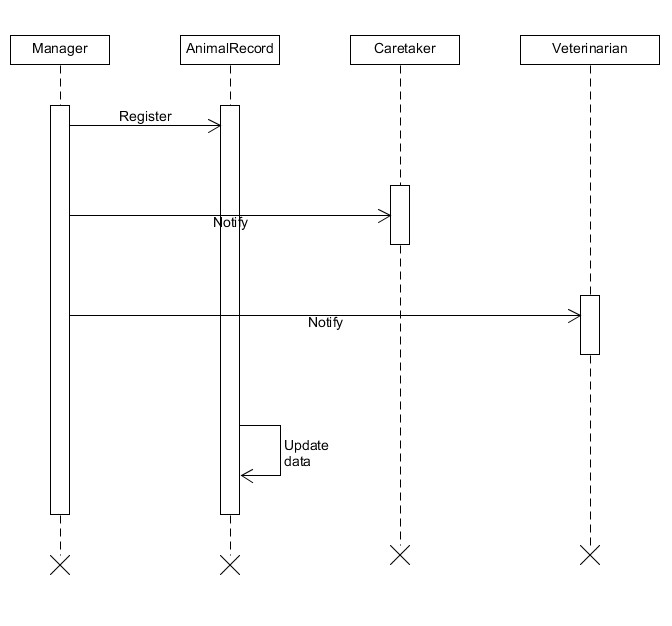 Manager
AnimalRecord
Caretaker
Veterinarian
Register
Notify
Notify
Update
data